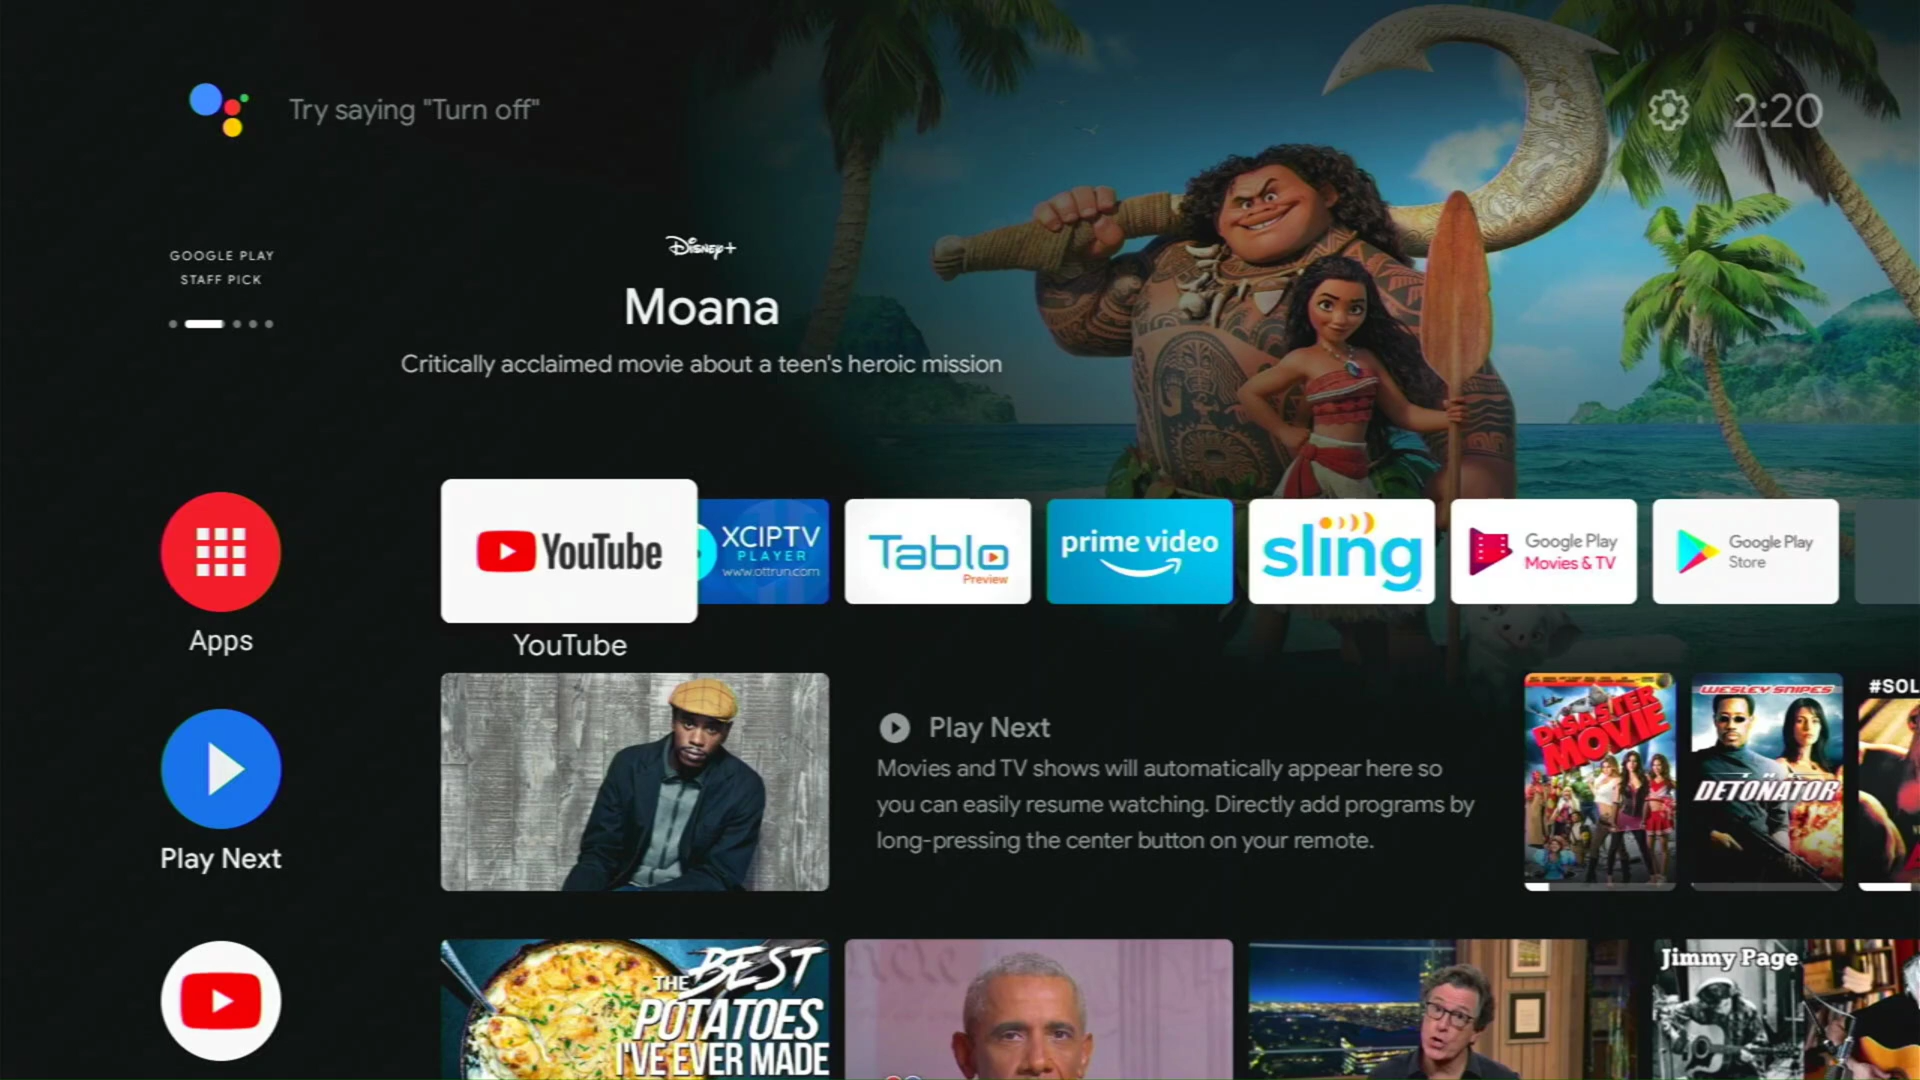 Try saying "Turn off"
2:20
GOOGLE PLAY
STAFF PICK
Disney+
Moana
Critically acclaimed movie about a teen's heroic mission
YouTube
XCIPTV
PLAYER
www.ottrun.com
Tablo
Preview
prime video
sling
Google Play
Movies & TV
Google Play
Store
Apps
YouTube
Play Next
Movies and TV shows will automatically appear here so
you can easily resume watching. Directly add programs by
long-pressing the center button on your remote.
DISASTER
MOVIE
WESLEY SNIPES
THE
DETONATOR
#SOL
Play Next
THE BEST
POTATOES
I'VE EVER MADE
Jimmy Page